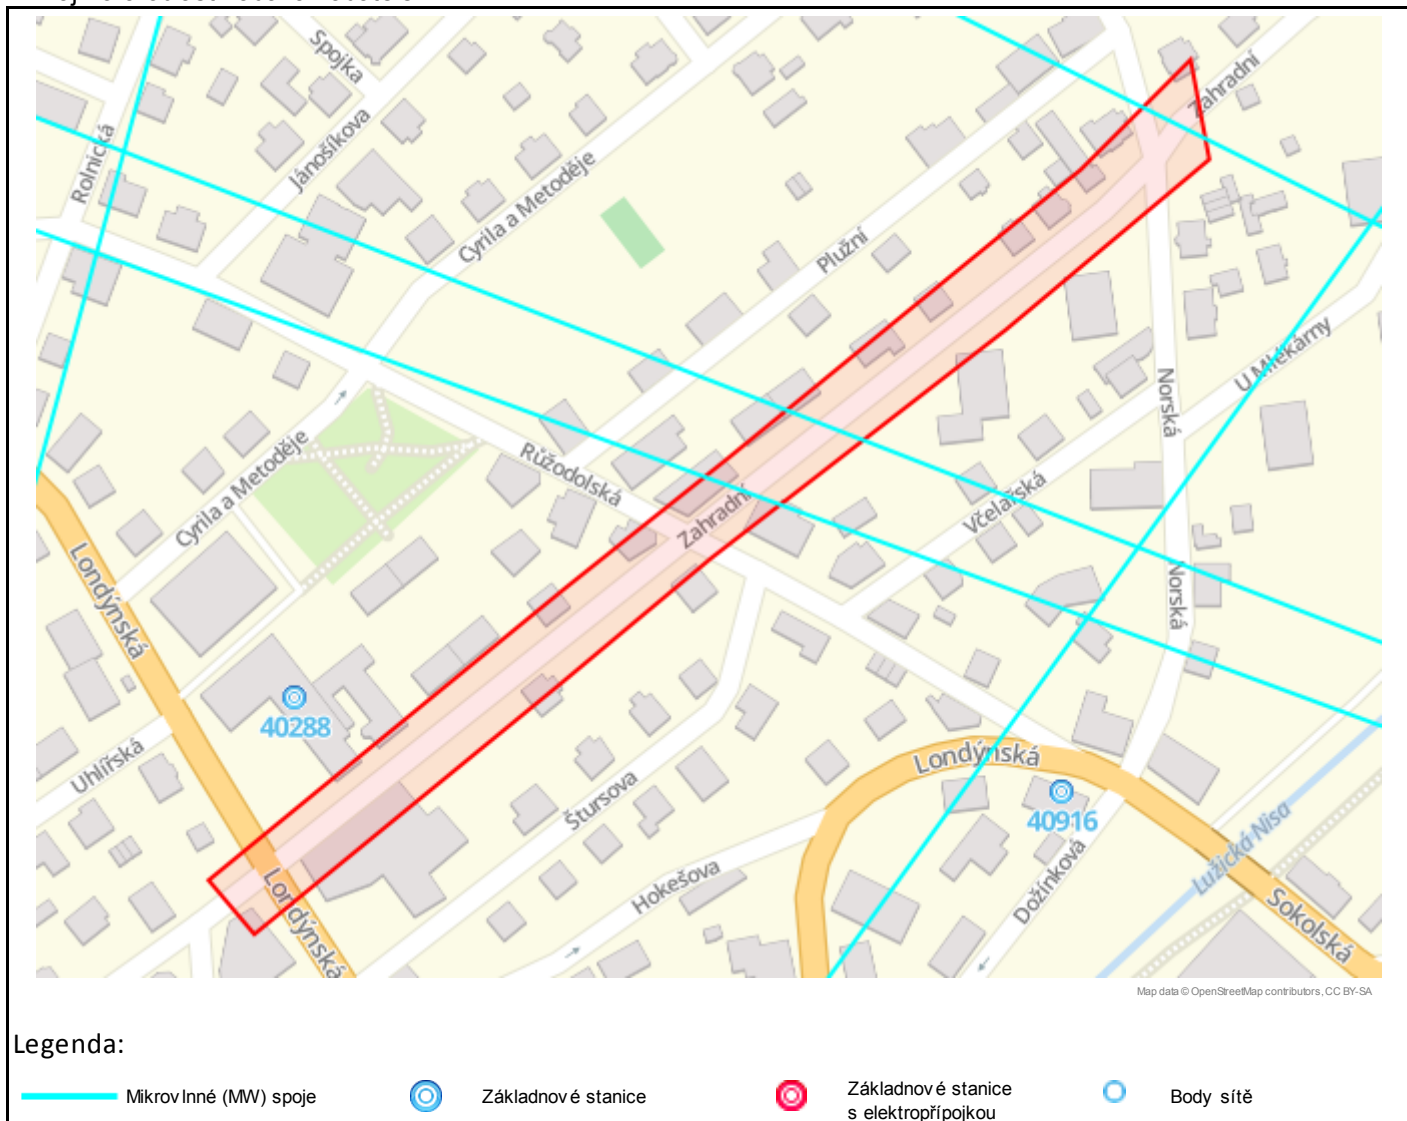 Spojka
Zahradní
Jánošíkova
Rolnická
Cyrila a Metoděje
Plužní
U Mlékárny
Norská
Růžodolská
Cyrila a Metoděje
Zahradní
Včelařská
Londýnská
Norská
40288
Uhlířská
Londýnská
Štursova
40916
Hokešova
Lužická Nisa
Dožínková
Londýnská
Sokolská
Map data © OpenStreetMap contributors, CC BY-SA
Legenda:
Mikrovlnné (MW) spoje
Základnové stanice
Základnové stanice
s elektropřípojkou
Body sítě